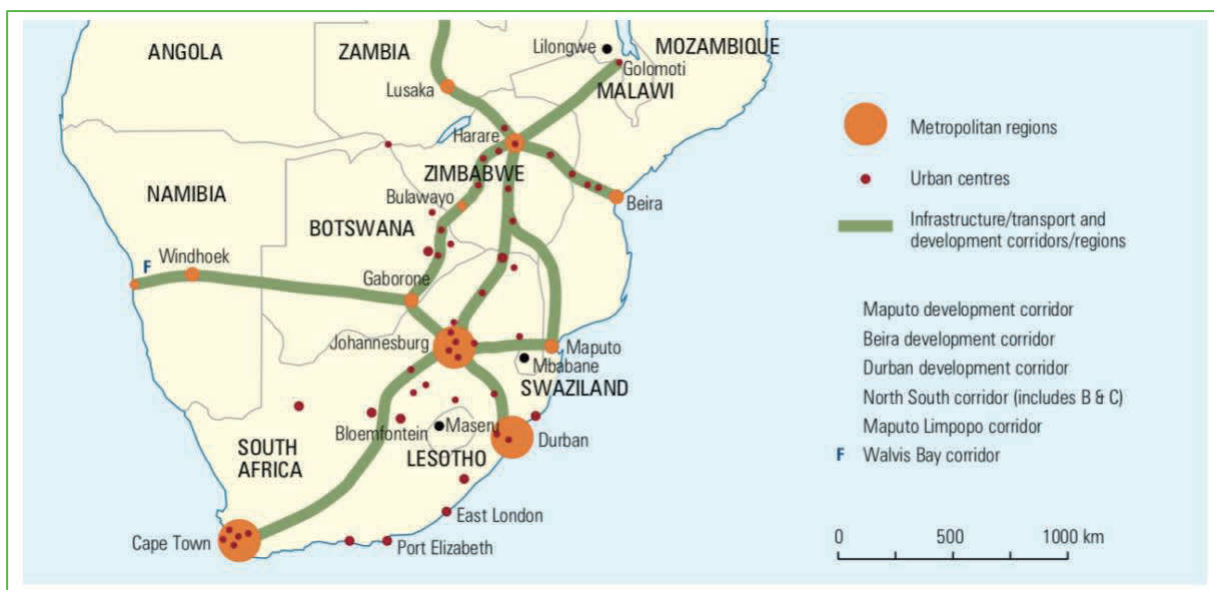 ANGOLA
ZAMBIA
Lilongwe
MOZAMBIQUE
Golomoti
Lusaka
MALAWI
Harare
ZIMBABWE
NAMIBIA
Bulawayo
Beira
BOTSWANA
F
Windhoek
Gaborone
Johannesburg
Maputo
Mbabane
SWAZILAND
Maseru
Bloemfontein
Durban
SOUTH
AFRICA
LESOTHO
East London
Cape Town
Port Elizabeth
Metropolitan regions
Urban centres
Infrastructure/transport and
development corridors/regions
Maputo development corridor
Beira development corridor
Durban development corridor
North South corridor (includes B & C)
Maputo Limpopo corridor
F Walvis Bay corridor
0 500 1000 km